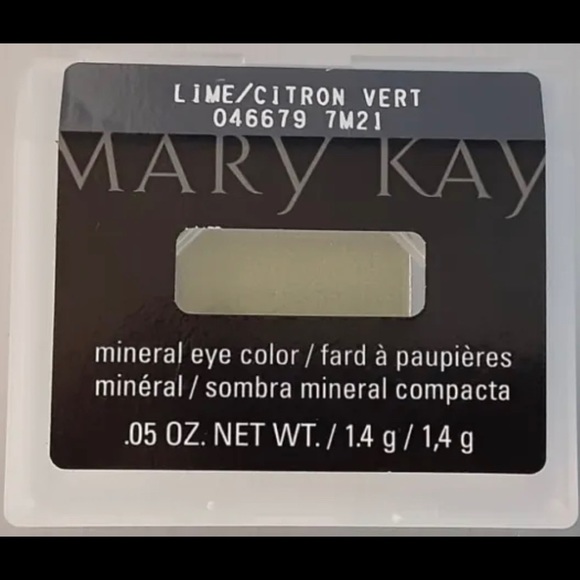 LiME/CiTRON VERT
046679 7M21
MARY KAY
mineral eye color / fard à paupières
minéral / sombra mineral compacta
.05 OZ. NET WT. / 1.4 g / 1,4 g